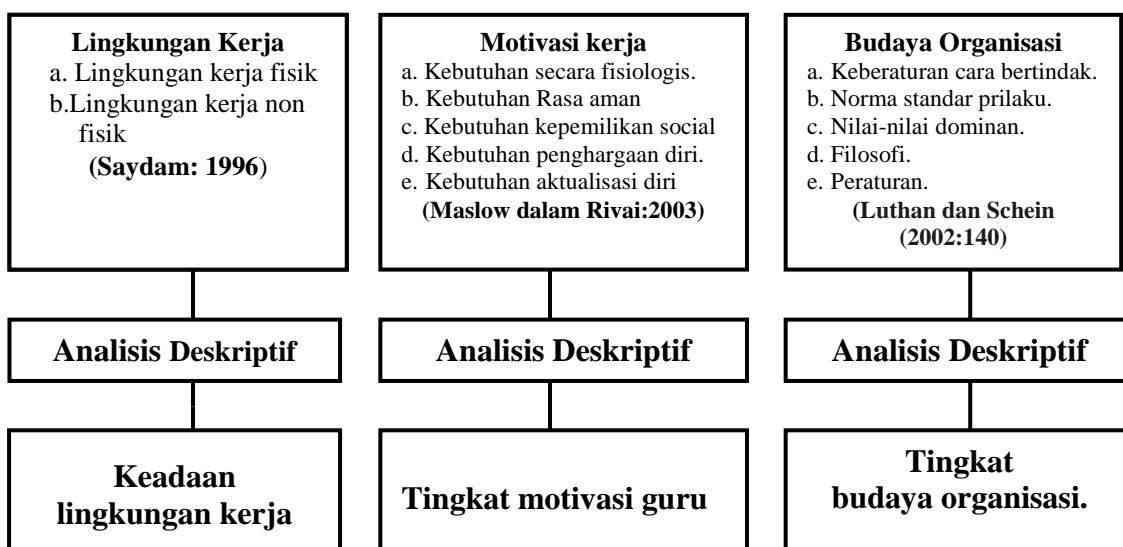 Lingkungan Kerja
a. Lingkungan kerja fisik
b.Lingkungan kerja non
fisik
(Saydam: 1996)
Motivasi kerja
a. Kebutuhan secara fisiologis.
b. Kebutuhan Rasa aman
c. Kebutuhan kepemilikan social
d. Kebutuhan penghargaan diri.
e. Kebutuhan aktualisasi diri
(Maslow dalam Rivai:2003)
Budaya Organisasi
a. Keberaturan cara bertindak.
b. Norma standar prilaku.
c. Nilai-nilai dominan.
d. Filosofi.
e. Peraturan.
(Luthan dan Schein
(2002:140)
Analisis Deskriptif
Analisis Deskriptif
Analisis Deskriptif
Keadaan
lingkungan kerja
Tingkat motivasi guru
Tingkat
budaya organisasi.